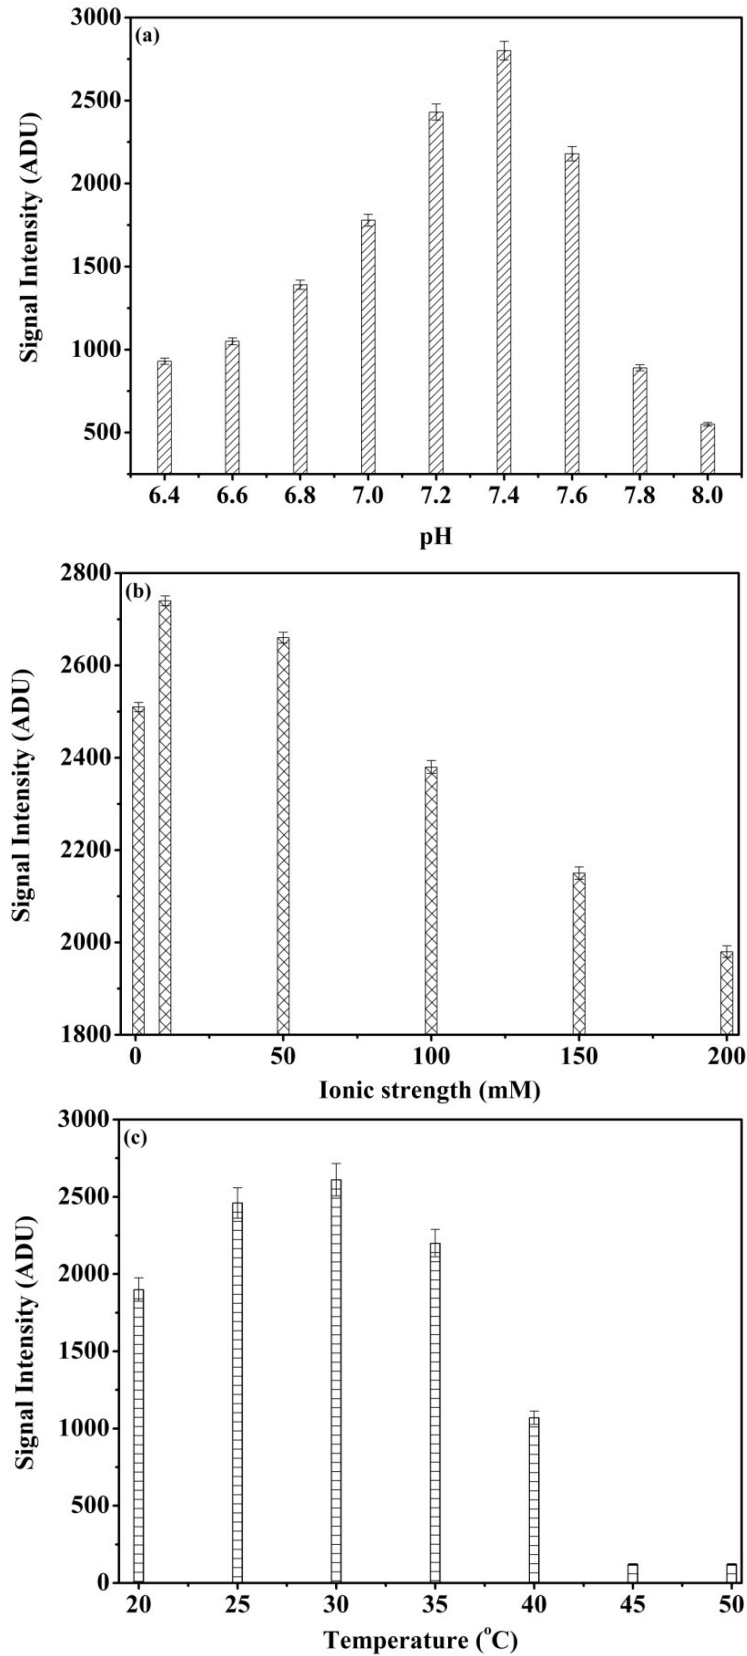 (a)
3000
2500
2000
1500
1000
500
Signal Intensity (ADU)
6.4 6.6 6.8 7.0 7.2 7.4 7.6 7.8 8.0
pH
(b)
2800
2600
2400
2200
2000
1800
Signal Intensity (ADU)
0 50 100 150 200
Ionic strength (mM)
(c)
3000
2500
2000
1500
1000
500
0
Signal Intensity (ADU)
20 25 30 35 40 45 50
Temperature (°C)